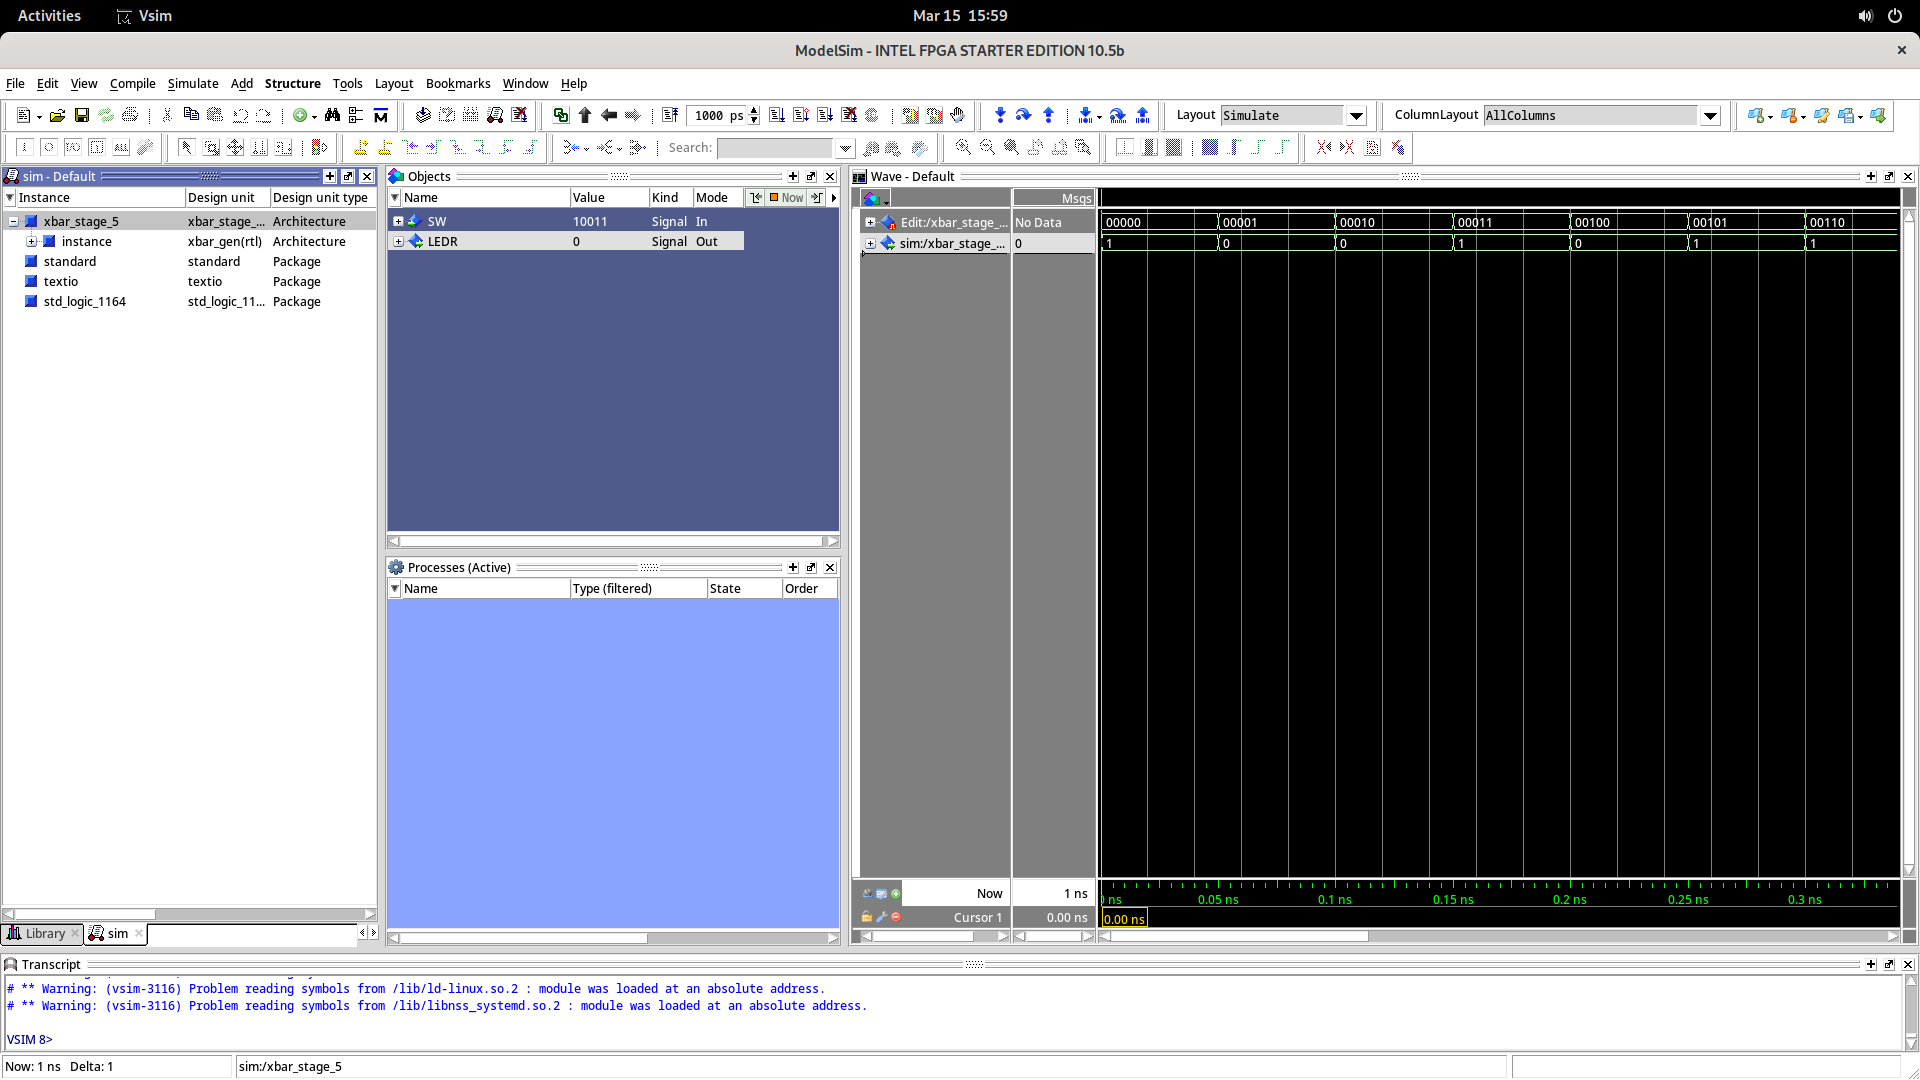 Activities Vsim Mar 15 15:59
ModelSim - INTEL FPGA STARTER EDITION 10.5b
File Edit View Compile Simulate Add Structure Tools Layout Bookmarks Window Help
1000 ps Layout Simulate ColumnLayout AllColumns
Search:
sim - Default
Instance Design unit Design unit type
xbar_stage_5 xbar_stage_... Architecture
instance xbar_gen(rtl) Architecture
standard standard Package
textio textio Package
std_logic_1164 std_logic_11... Package
Library sim
Objects
Name Value Kind Mode Now
SW 10011 Signal In
LEDR 0 Signal Out
Processes (Active)
Name Type (filtered) State Order
Wave - Default
Msgs
Edit:/xbar_stage_... No Data 00000 00001 00010 00011 00100 00101 00110
sim:/xbar_stage_... 0 1 0 0 1 0 1 1
Now 1 ns ns 0.05 ns 0.1 ns 0.15 ns 0.2 ns 0.25 ns 0.3 ns
Cursor 1 0.00 ns 0.00 ns
Transcript
# ** Warning: (vsim-3116) Problem reading symbols from /lib/ld-linux.so.2 : module was loaded at an absolute address.
# ** Warning: (vsim-3116) Problem reading symbols from /lib/libnss_systemd.so.2 : module was loaded at an absolute address.
VSIM 8>
Now: 1 ns Delta: 1 sim:/xbar_stage_5